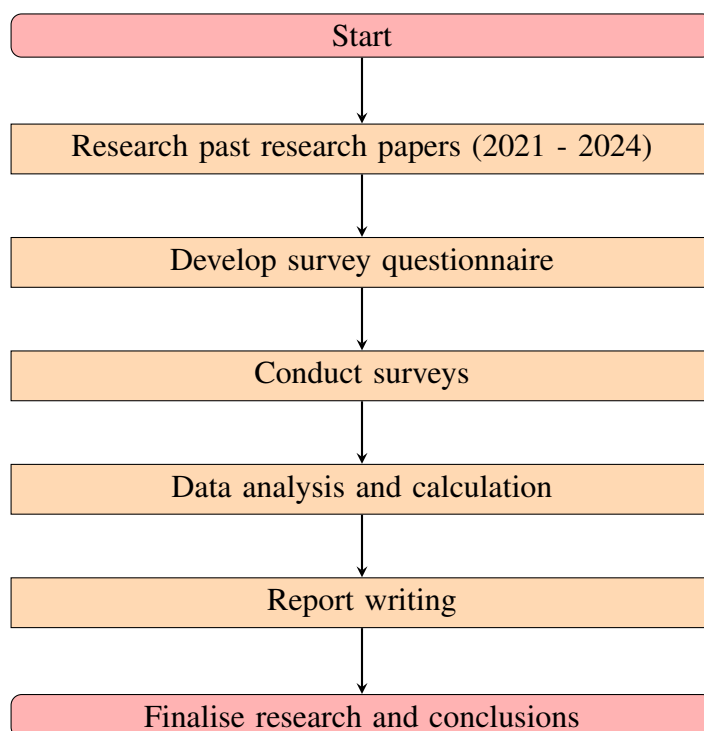 Start
Research past research papers (2021 - 2024)
Develop survey questionnaire
Conduct surveys
Data analysis and calculation
Report writing
Finalise research and conclusions